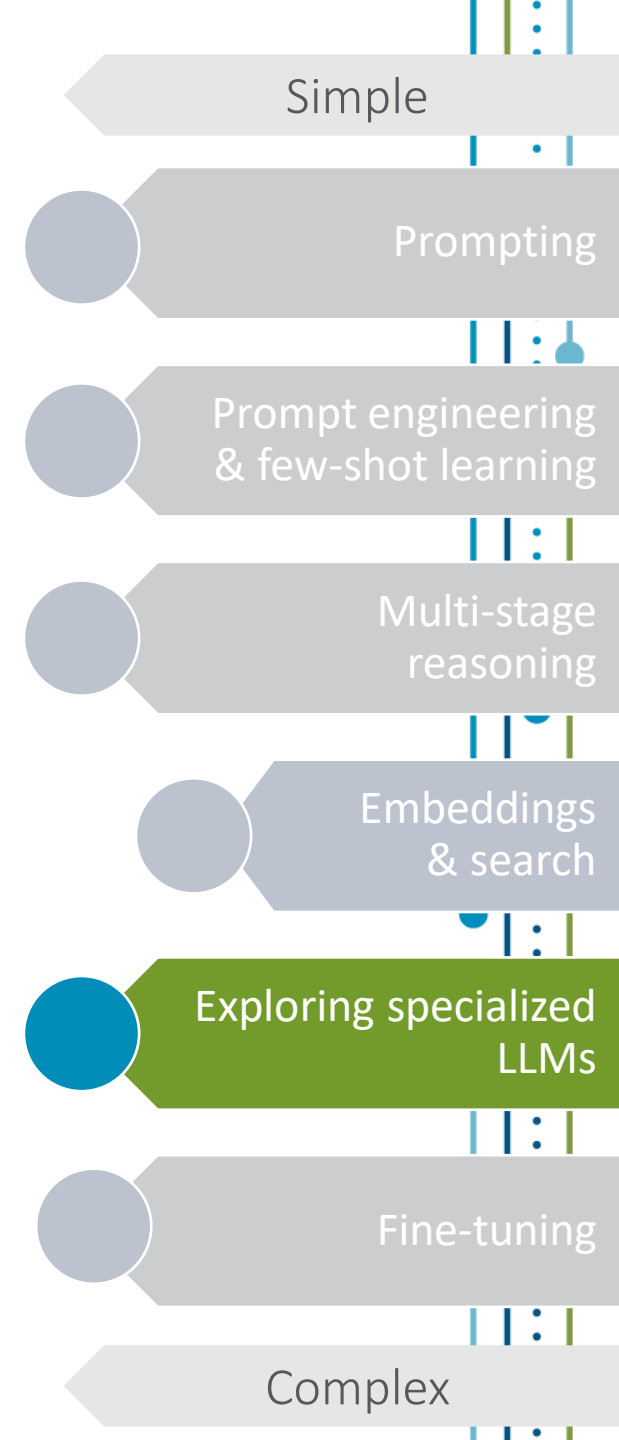 Simple
Prompting
Prompt engineering
& few-shot learning
Multi-stage
reasoning
Embeddings
& search
Exploring specialized
LLMs
Fine-tuning
Complex